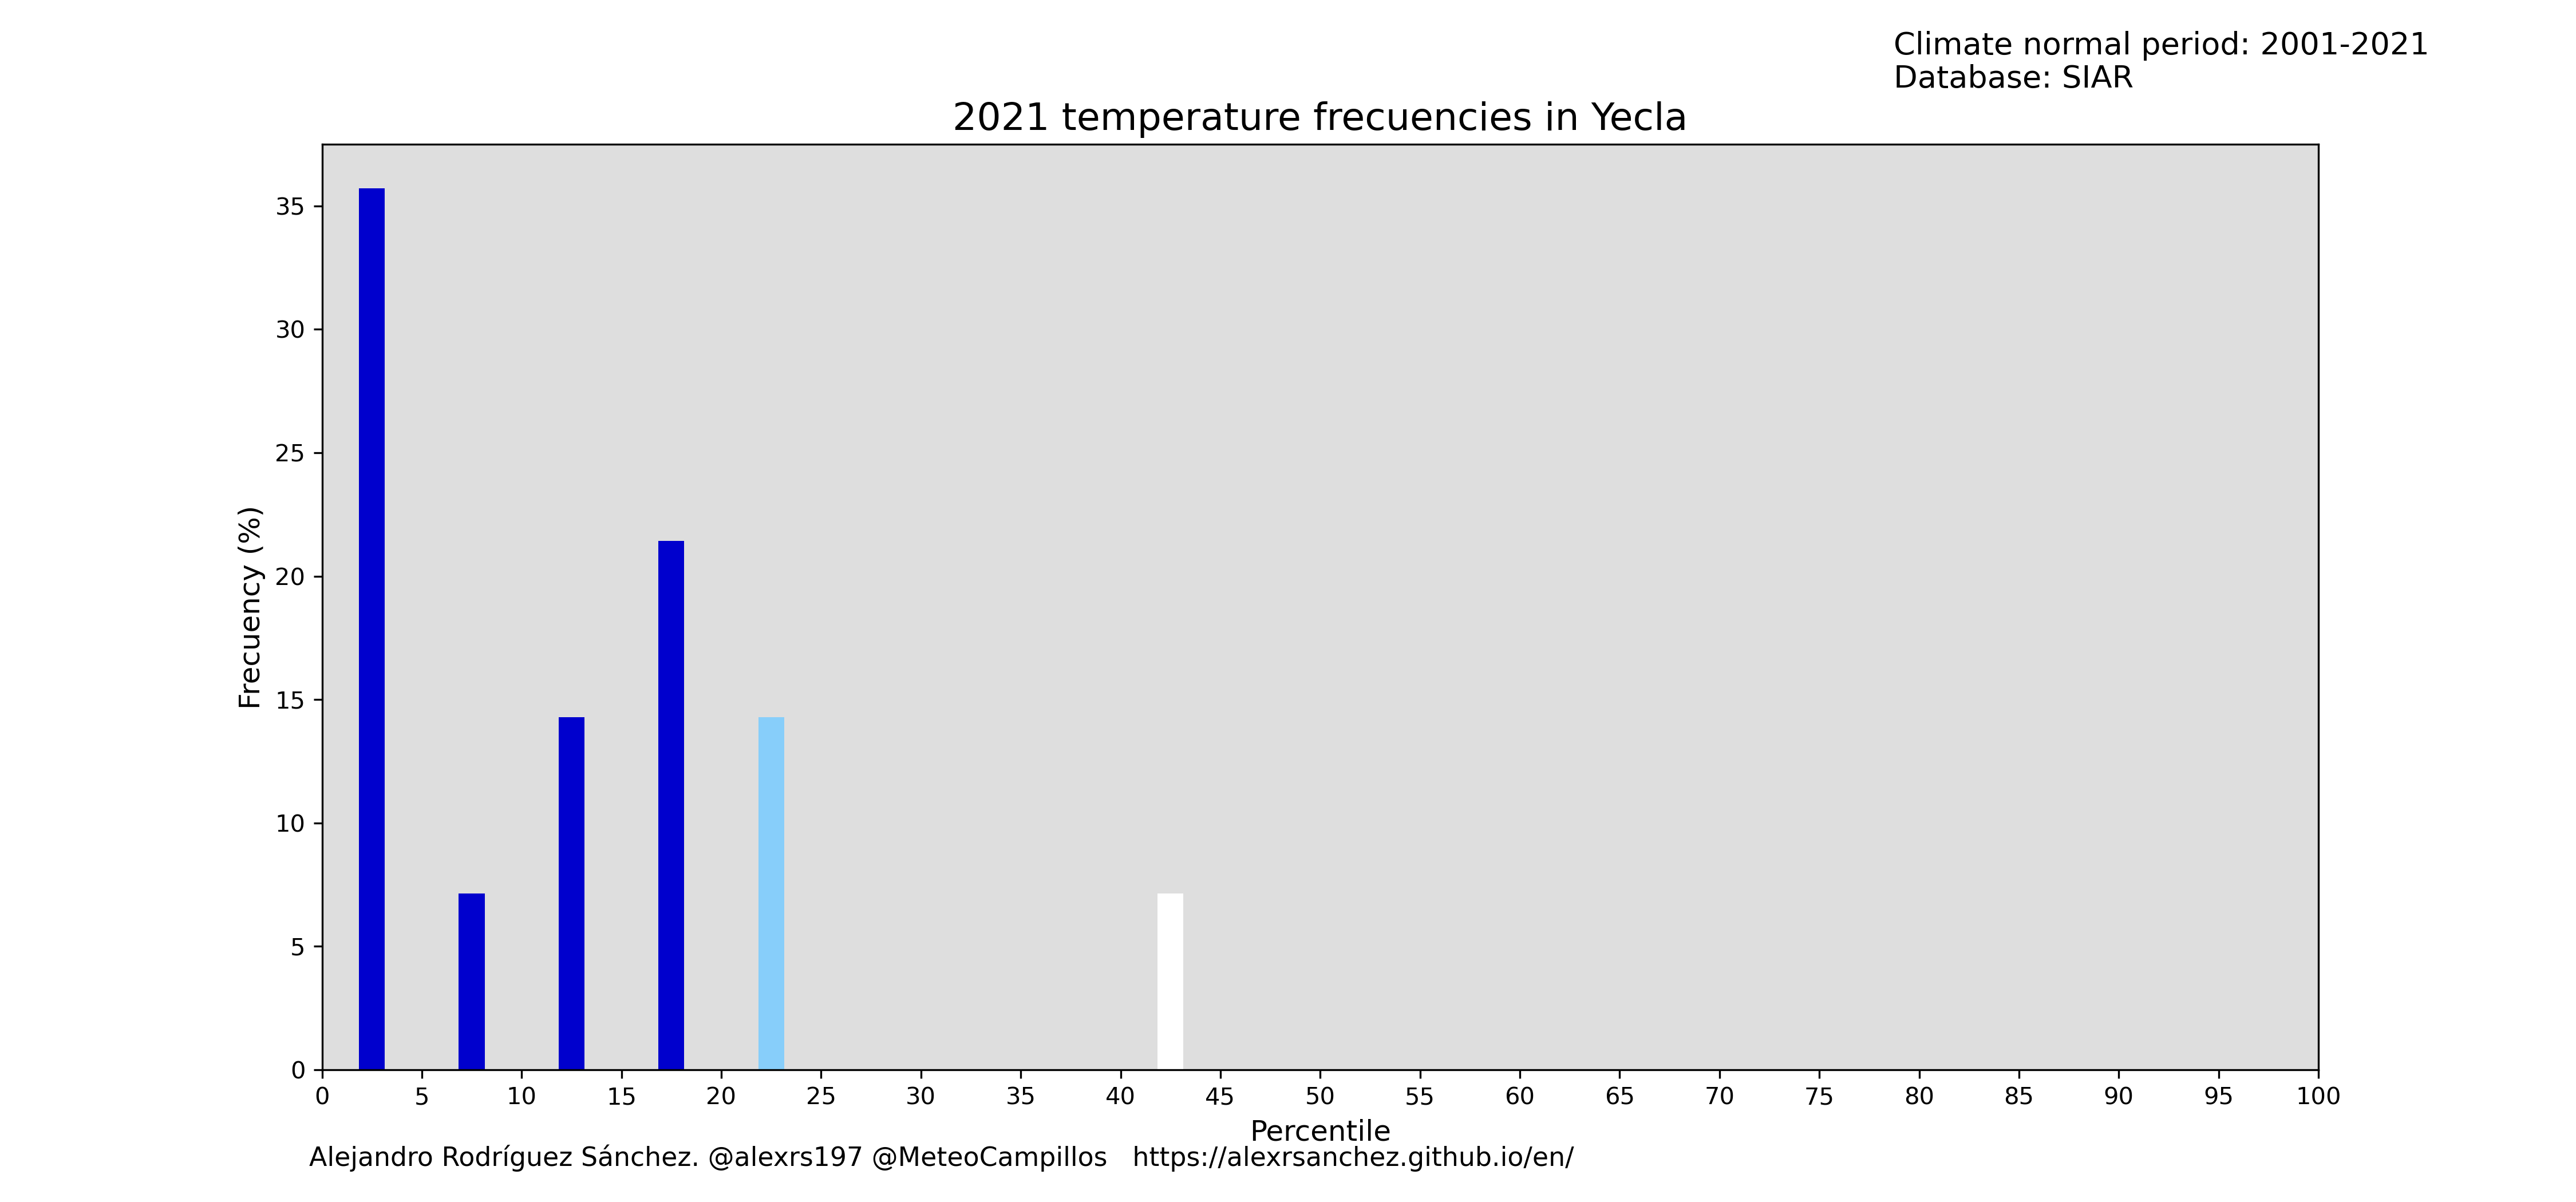 Climate normal period: 2001-2021
Database: SIAR
2021 temperature frecuencies in Yecla
Frecuency (%)
35
30
25
20
15
10
5
0
0 5 10 15 20 25 30 35 40 45 50 55 60 65 70 75 80 85 90 95 100
Percentile
Alejandro Rodríguez Sánchez. @alexrs197 @MeteoCampillos https://alexrsanchez.github.io/en/